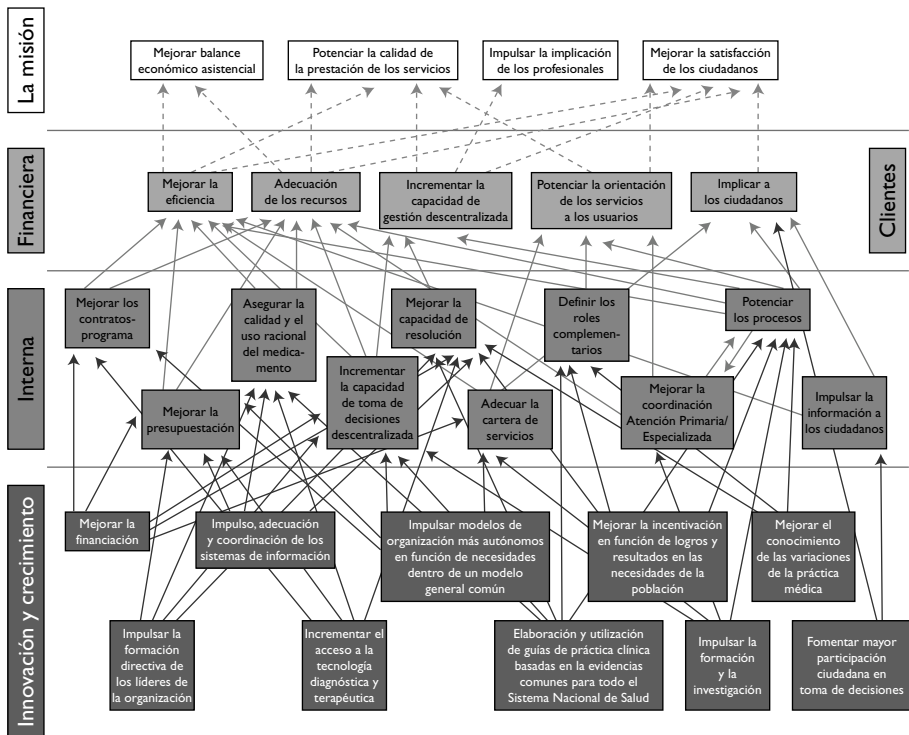 La misión
Mejorar balance
económico asistencial
Potenciar la calidad de
la prestación de los servicios
Impulsar la implicación
de los profesionales
Mejorar la satisfacción
de los ciudadanos
Financiera
Mejorar la
eficiencia
Adecuación
de los recursos
Incrementar la
capacidad de
gestión descentralizada
Potenciar la orientación
de los servicios
a los usuarios
Implicar a
los ciudadanos
Clientes
Interna
Mejorar los
contratos-
programa
Asegurar la
calidad y el
uso racional
del medica-
mento
Mejorar la
capacidad de
resolución
Definir los
roles
complemen-
tarios
Potenciar
los procesos
Mejorar la
presupuestación
Incrementar
la capacidad
de toma de
decisiones
descentralizada
Adecuar la
cartera de
servicios
Mejorar la
coordinación
Atención Primaria/
Especializada
Impulsar la
información a
los ciudadanos
Innovación y crecimiento
Mejorar la
financiación
Impulso, adecuación
y coordinación de los
sistemas de información
Impulsar modelos de
organización más autónomos
en función de necesidades
dentro de un modelo
general común
Mejorar la incentivación
en función de logros y
resultados en las
necesidades de la
población
Mejorar el
conocimiento
de las variaciones
de la práctica
médica
Impulsar la
formación
directiva de
los líderes de
la organización
Incrementar el
acceso a la
tecnología
diagnóstica y
terapéutica
Elaboración y utilización
de guías de práctica clínica
basadas en la evidencias
comunes para todo el
Sistema Nacional de Salud
Impulsar la
formación
y la
investigación
Fomentar mayor
participación
ciudadana en
toma de decisiones